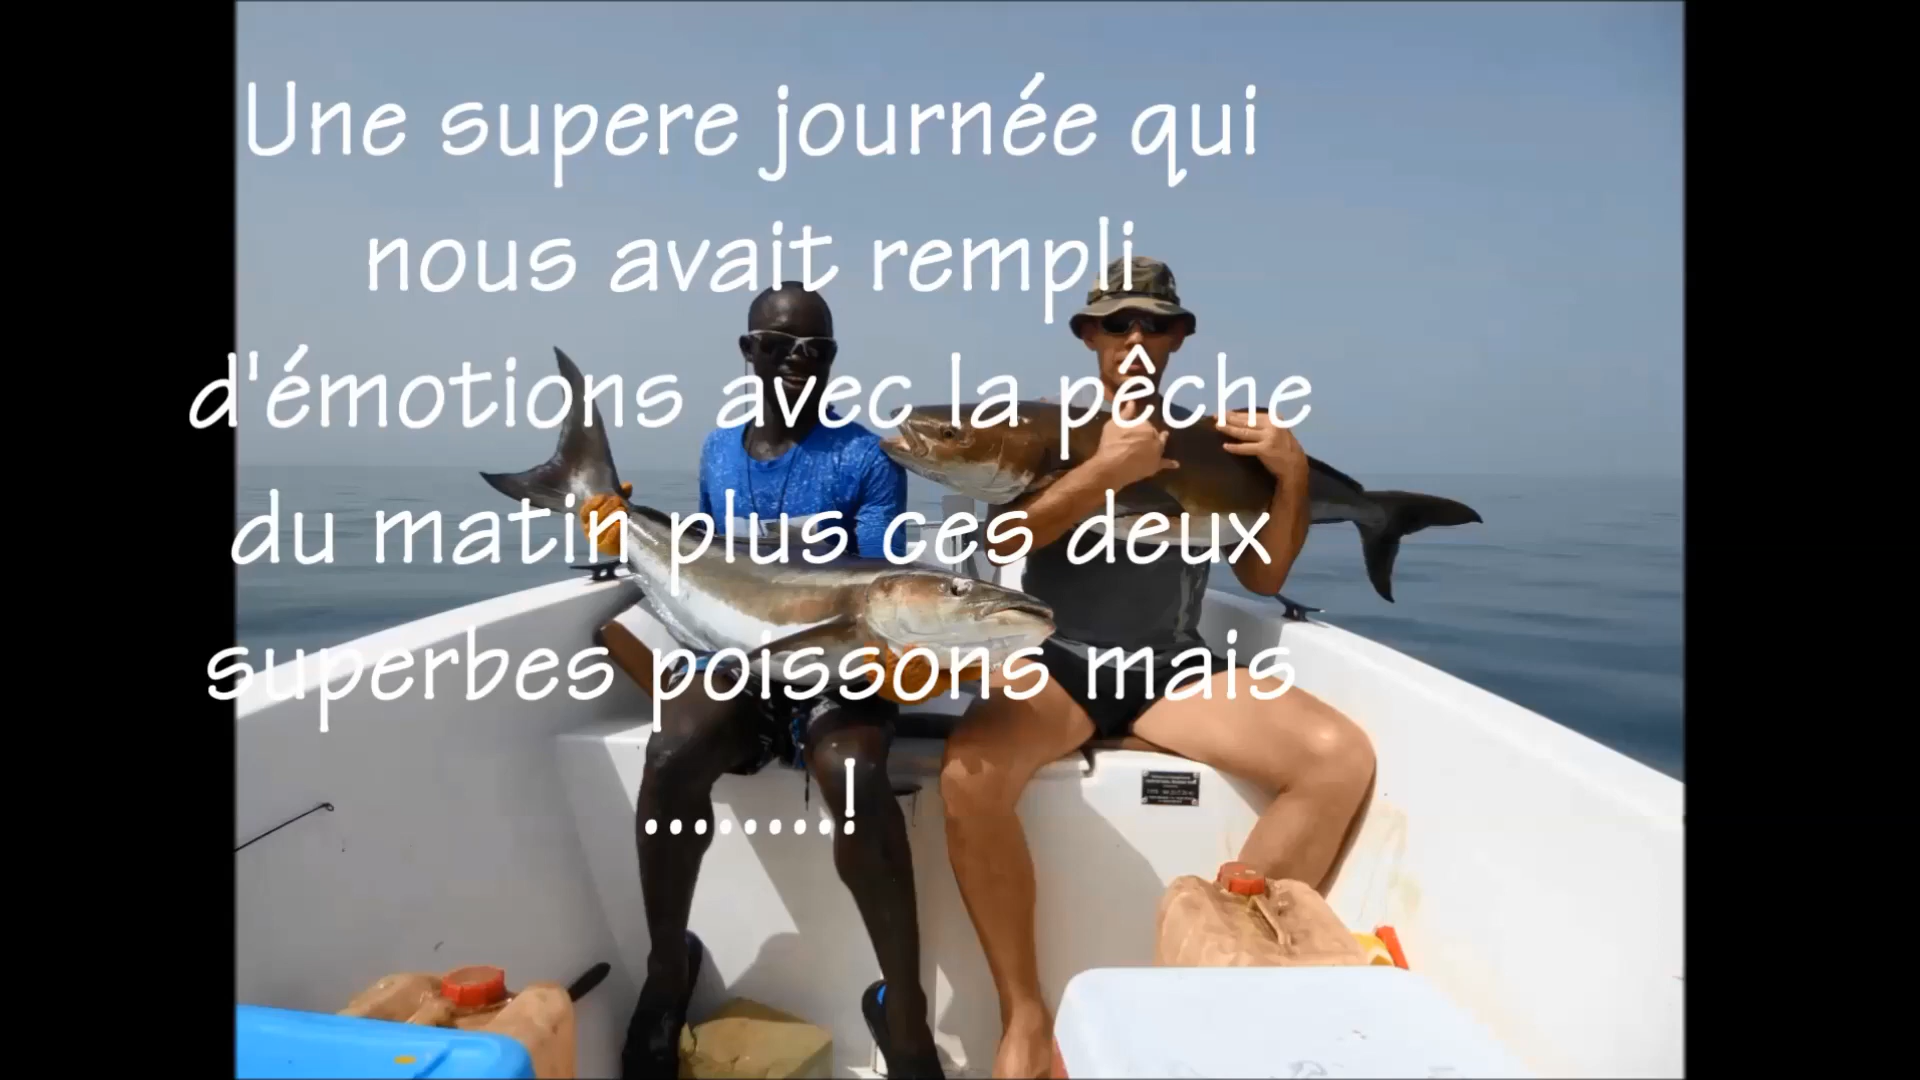 Une supere journée qui
nous avait rempli
d'émotions avec la pêche
du matin plus ces deux
superbes poissons mais
........!